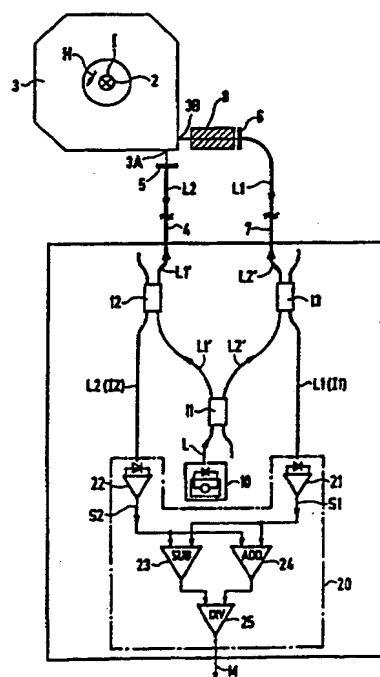 I
H
3
2
3B
8
6
3A
5
L2
L1
4
7
L1'
L2'
12
13
L1'
L2'
11
L2(I2)
L1(I1)
L
10
22
21
S2
S1
SUB
ADD
23
24
20
DIV
25
14